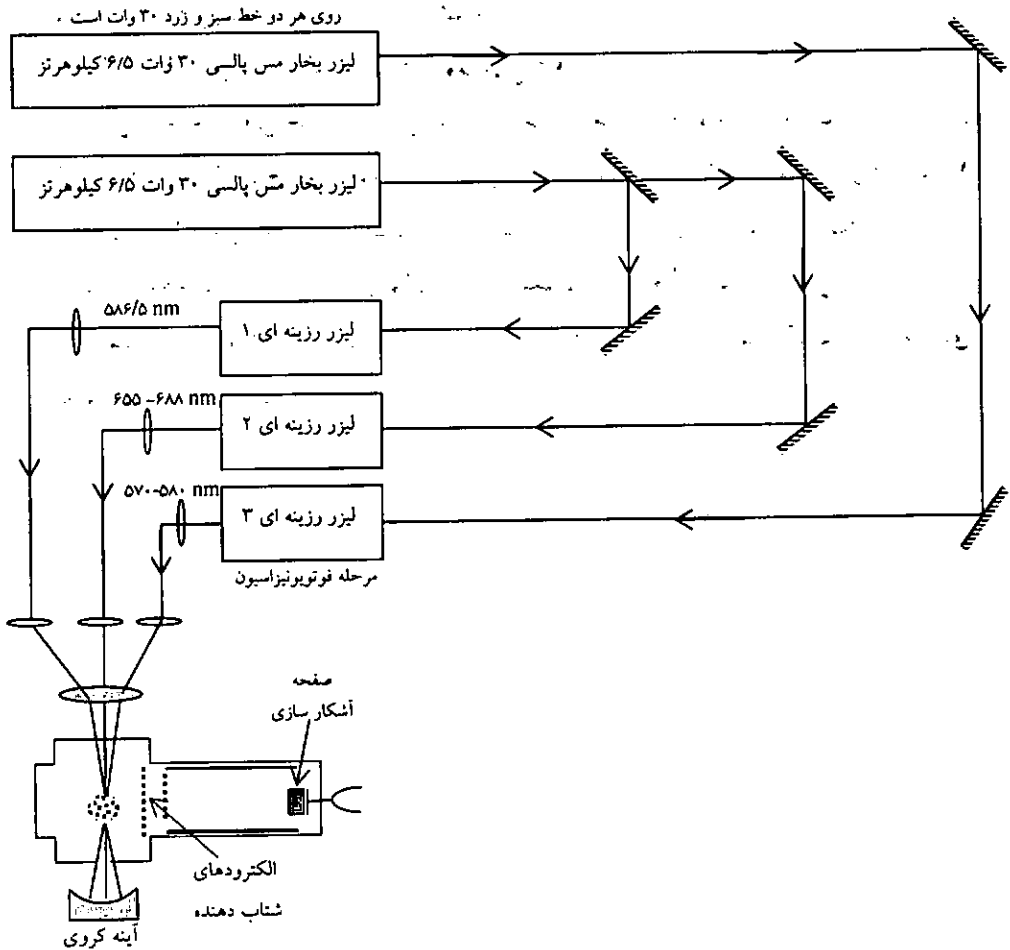 روی هر دو خط سبز و زرد ۳۰ وات است .
لیزر بخار مس پالسی ۳۰ وات ۶/۵ کیلوهرتز
لیزر بخار مس پالسی ۳۰ وات ۶/۵ کیلوهرتز
۵۸۶/۵ nm
لیزر رزینه ای ۱
۶۵۵-۶۸۸ nm
لیزر رزینه ای ۲
۵۷۰-۵۸۰ nm
لیزر رزینه ای ۳
مرحله فوتویونیزاسیون
صفحه
آشکار سازی
الکترودهای
شتاب دهنده
آینه کروی